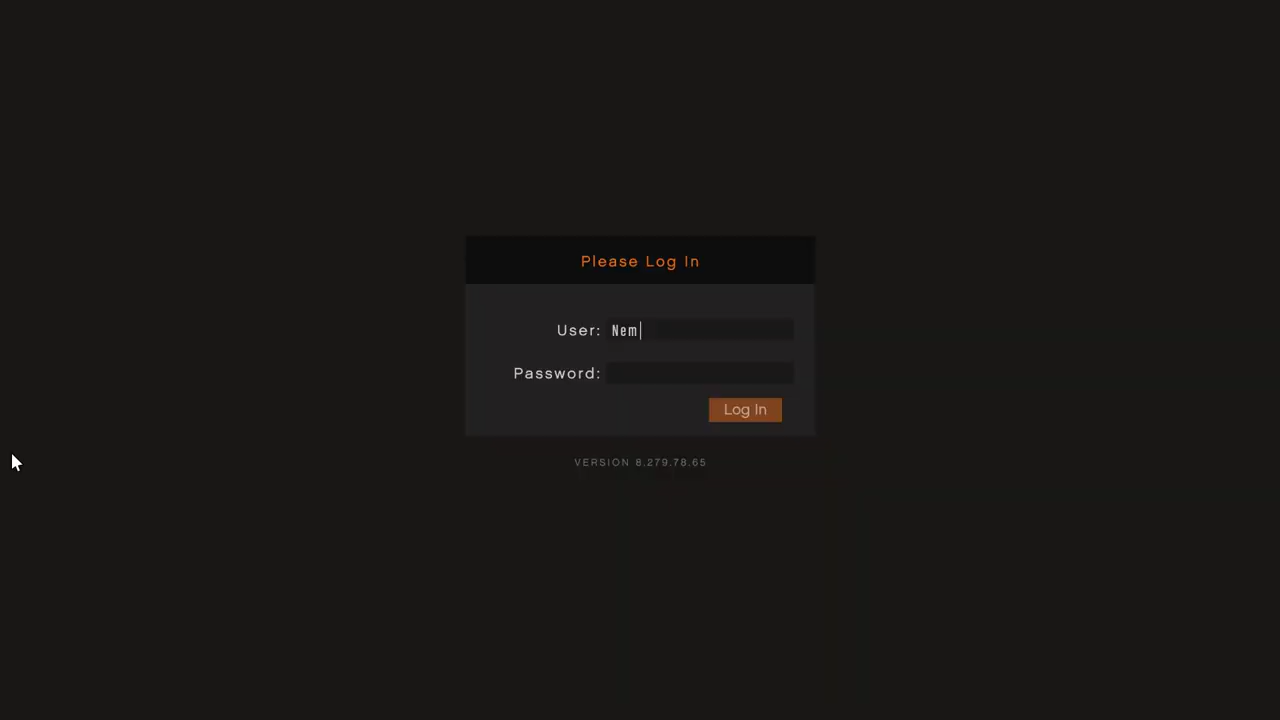 Please Log In
User: Nem
Password:
Log In
VERSION 8.279.78.65